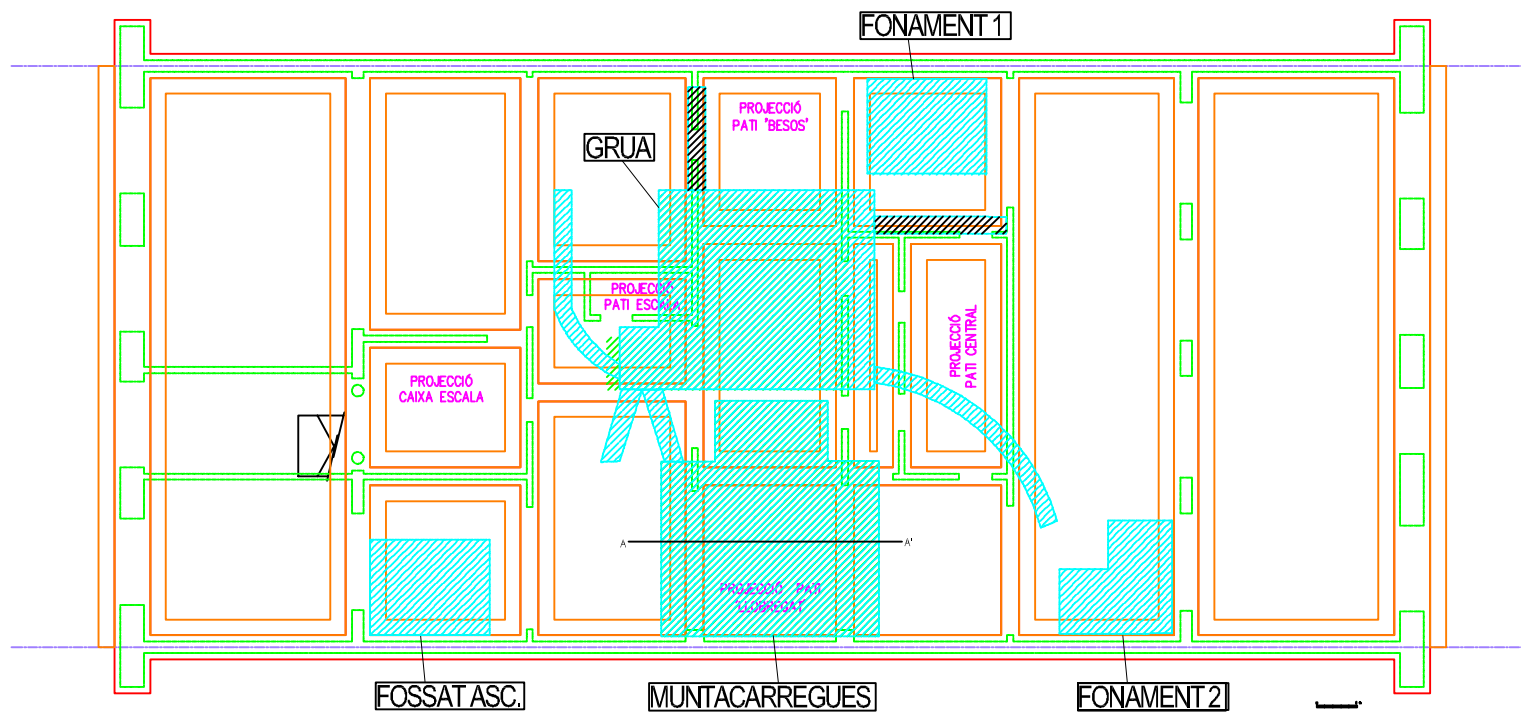 FONAMENT 1
PROJECCIÓ
PATI 'BESOS'
GRUA
PROJECCIÓ
PATI ESCALA
PROJECCIÓ
PATI CENTRAL
PROJECCIÓ
CAIXA ESCALA
A
A'
PROJECCIÓ PATI
'LLOBREGAT'
FOSSAT ASC.
MUNTACARREGUES
FONAMENT 2